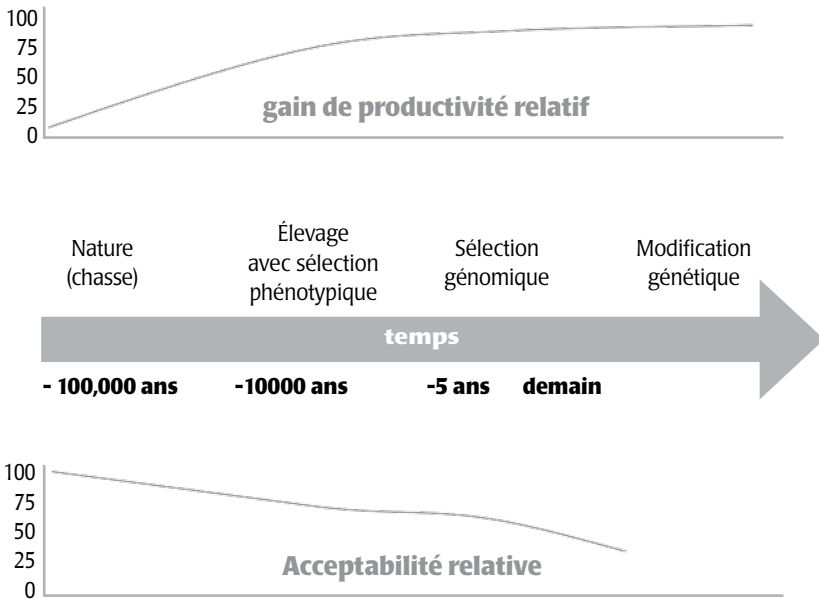 100
75
50
25
0
gain de productivité relatif
Nature
(chasse)
Élevage
avec sélection
phénotypique
Sélection
génomique
Modification
génétique
temps
- 100,000 ans
-10000 ans
-5 ans
demain
100
75
50
25
0
Acceptabilité relative